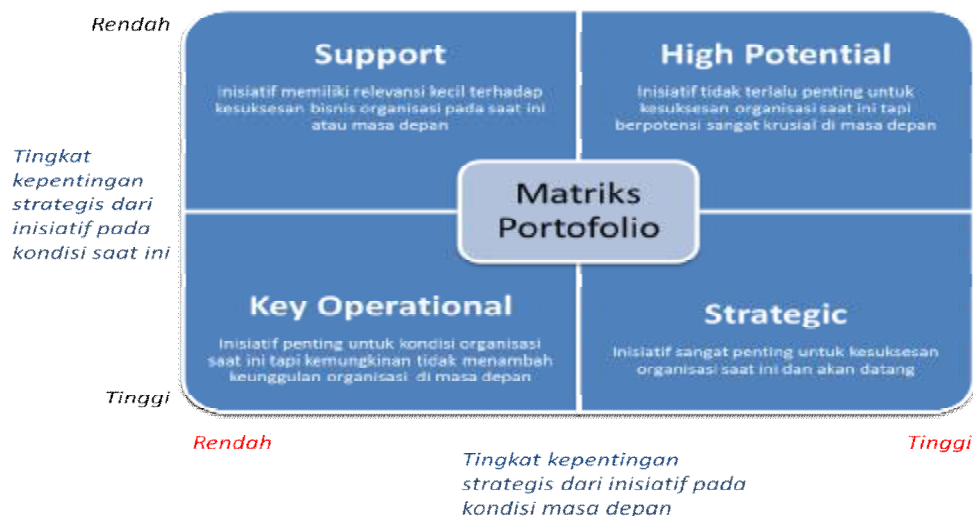 Rendah
Support
Inisiatif memiliki relevansi kecil terhadap
kesuksesan bisnis organisasi pada saat ini
atau masa depan
High Potential
Inisiatif tidak terlalu penting untuk
kesuksesan organisasi saat ini tapi
berpotensi sangat krusial di masa depan
Tingkat
kepentingan
strategis dari
inisiatif pada
kondisi saat ini
Matriks
Portofolio
Key Operational
Inisiatif penting untuk kondisi organisasi
saat ini tapi kemungkinan tidak menambah
keunggulan organisasi di masa depan
Strategic
Inisiatif sangat penting untuk kesuksesan
organisasi saat ini dan akan datang
Tinggi
Rendah
Tinggi
Tingkat kepentingan
strategis dari inisiatif pada
kondisi masa depan